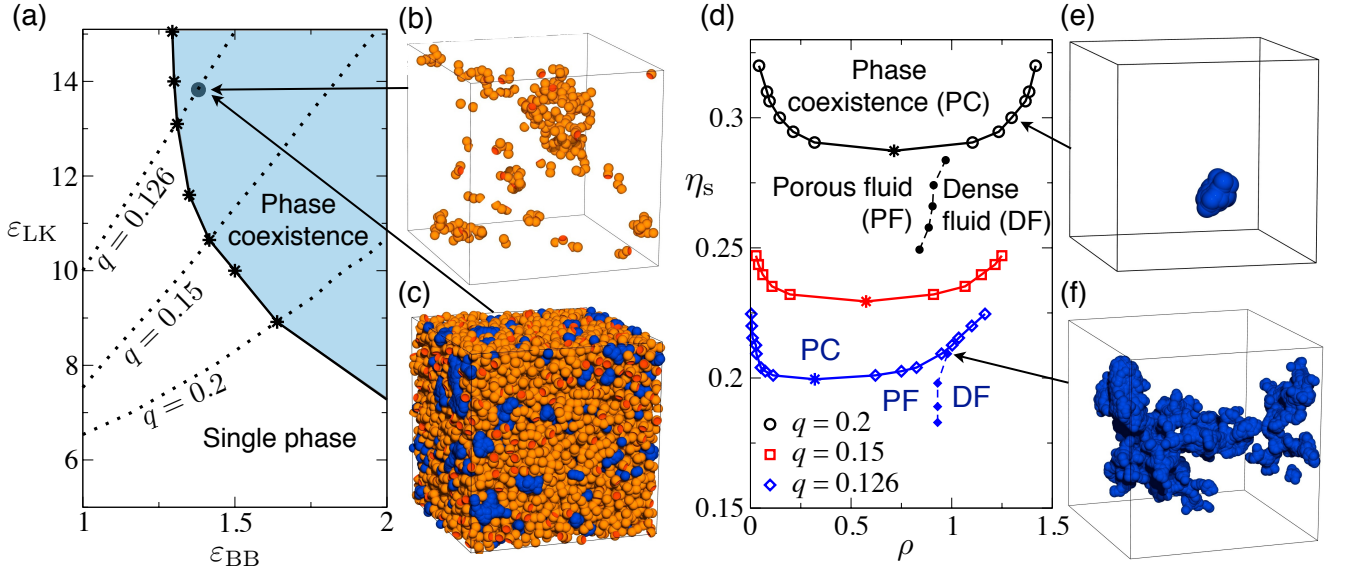 (a)
14
12
10
8
6
ε_LK
1
1.5
2
ε_BB
q = 0.126
q = 0.15
q = 0.2
Phase
coexistence
Single phase
(b)
(c)
(d)
0.3
0.25
0.2
0.15
η_s
0
0.5
1
1.5
ρ
Phase
coexistence (PC)
Porous fluid
(PF)
Dense
fluid (DF)
PC
PF
DF
q = 0.2
q = 0.15
q = 0.126
(e)
(f)